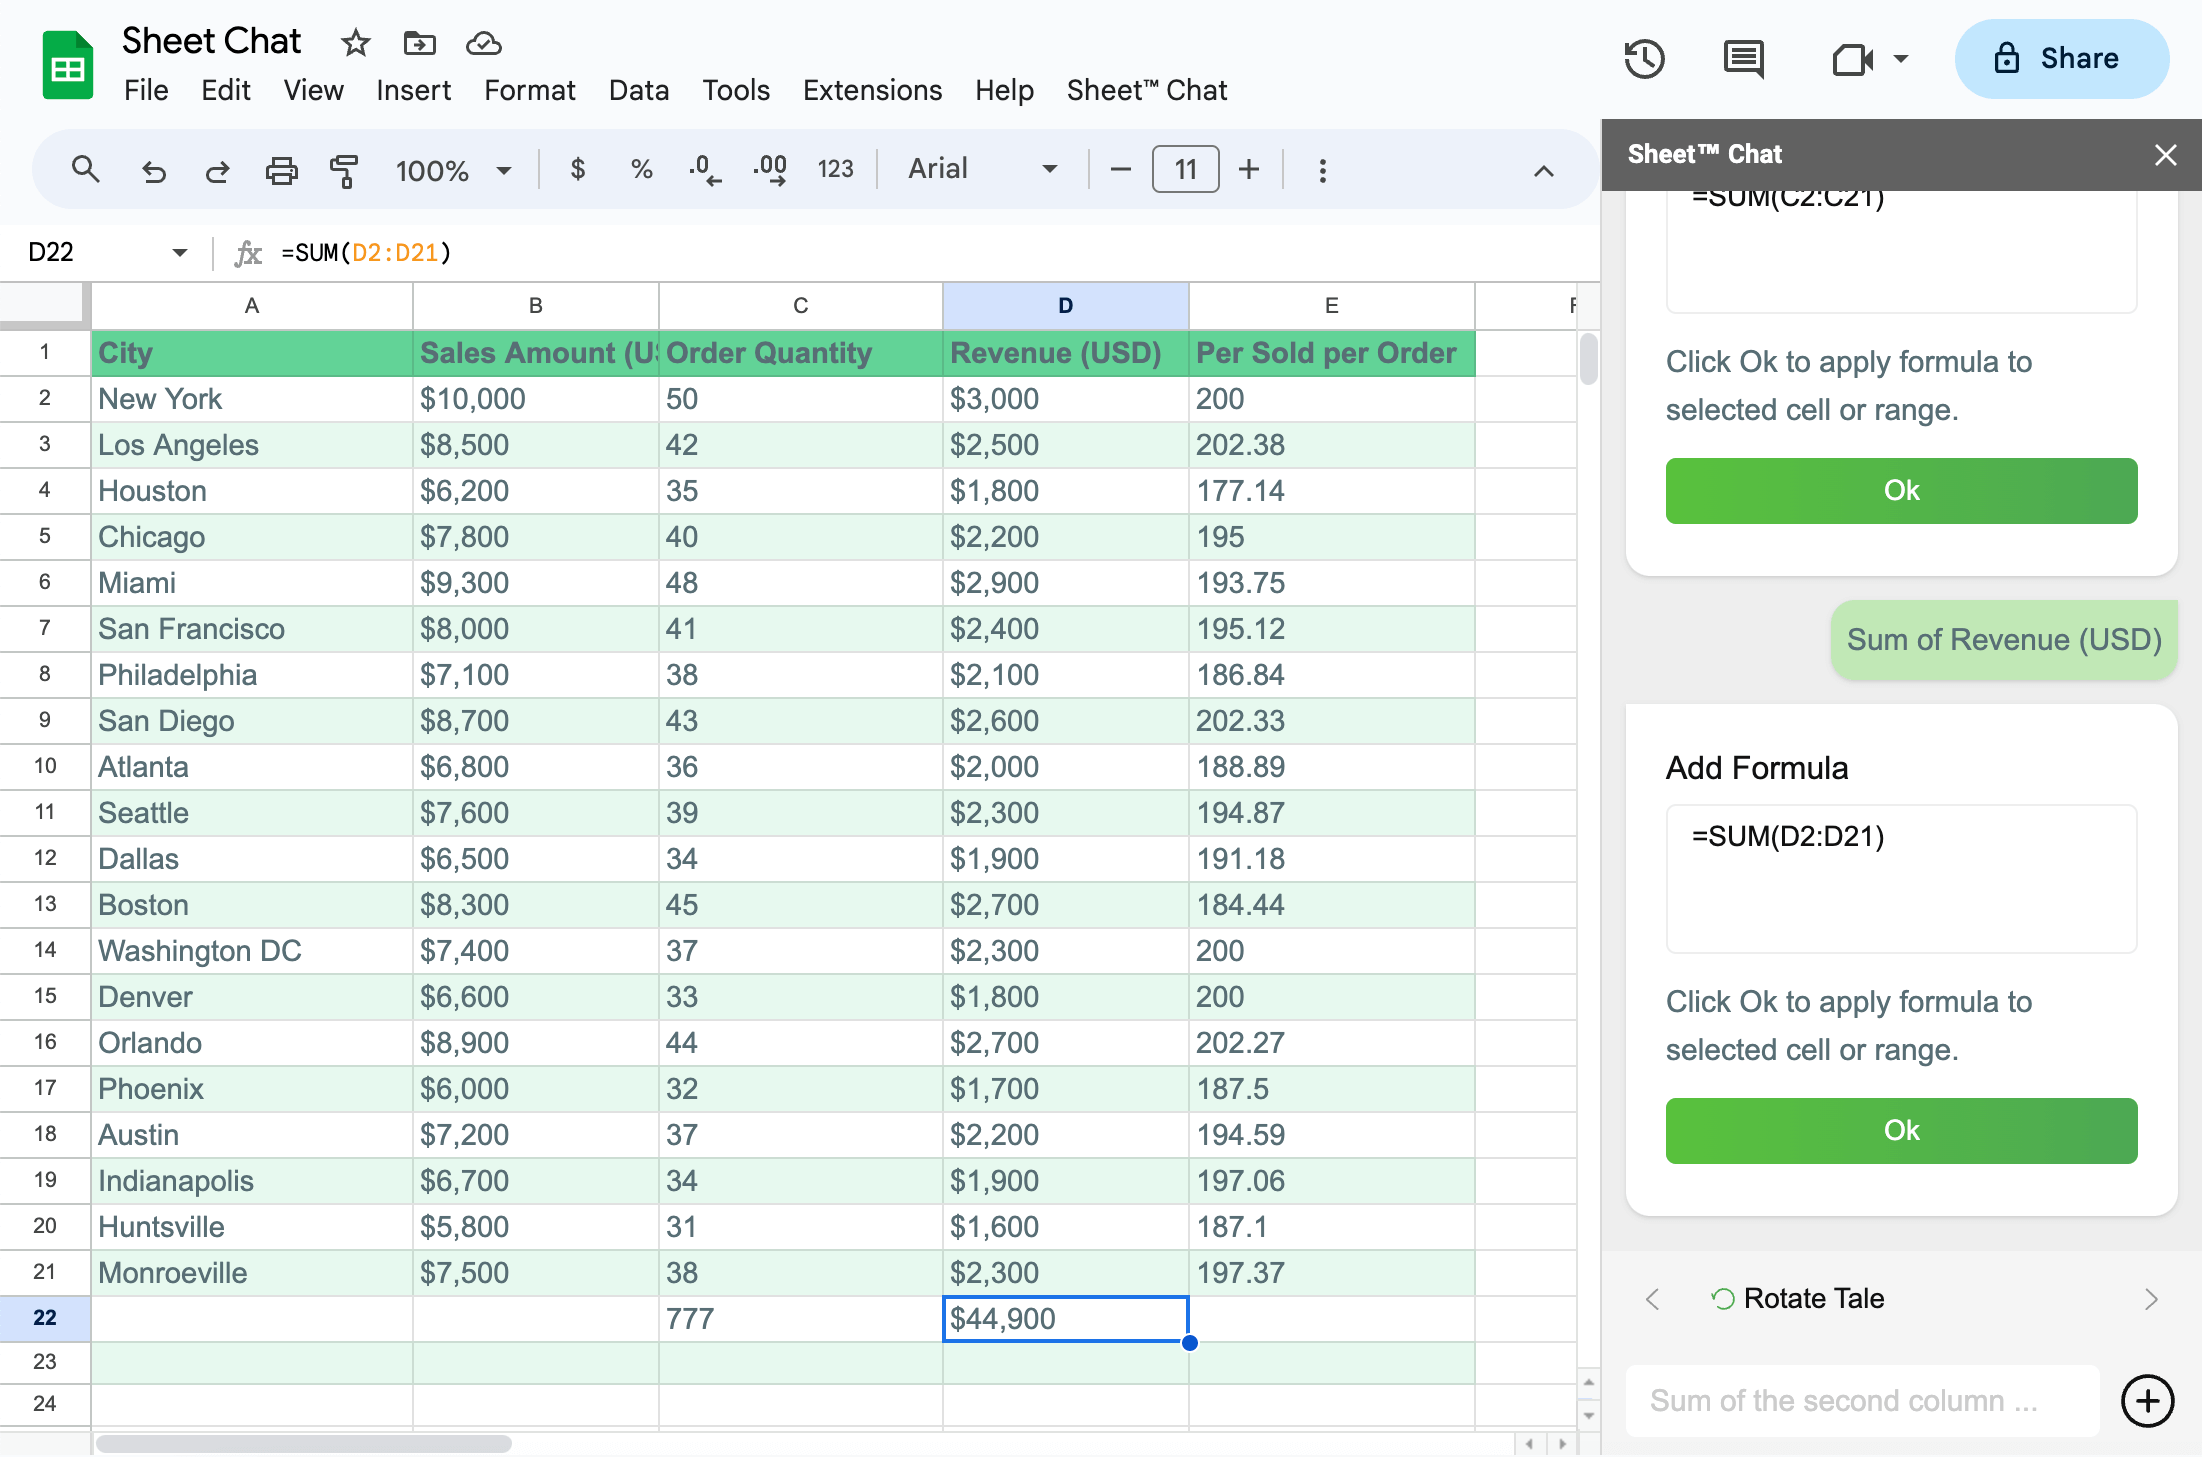 Sheet Chat
File Edit View Insert Format Data Tools Extensions Help Sheet™ Chat
Share
100% $ % .0 .00 123 Arial 11
Sheet™ Chat
D22 fx =SUM(D2:D21)
A B C D E F
1 City Sales Amount (US Order Quantity Revenue (USD) Per Sold per Order
2 New York $10,000 50 $3,000 200
3 Los Angeles $8,500 42 $2,500 202.38
4 Houston $6,200 35 $1,800 177.14
5 Chicago $7,800 40 $2,200 195
6 Miami $9,300 48 $2,900 193.75
7 San Francisco $8,000 41 $2,400 195.12
8 Philadelphia $7,100 38 $2,100 186.84
9 San Diego $8,700 43 $2,600 202.33
10 Atlanta $6,800 36 $2,000 188.89
11 Seattle $7,600 39 $2,300 194.87
12 Dallas $6,500 34 $1,900 191.18
13 Boston $8,300 45 $2,700 184.44
14 Washington DC $7,400 37 $2,300 200
15 Denver $6,600 33 $1,800 200
16 Orlando $8,900 44 $2,700 202.27
17 Phoenix $6,000 32 $1,700 187.5
18 Austin $7,200 37 $2,200 194.59
19 Indianapolis $6,700 34 $1,900 197.06
20 Huntsville $5,800 31 $1,600 187.1
21 Monroeville $7,500 38 $2,300 197.37
22 777 $44,900
23
24
=SUM(C2:C21)
Click Ok to apply formula to
selected cell or range.
Ok
Sum of Revenue (USD)
Add Formula
=SUM(D2:D21)
Click Ok to apply formula to
selected cell or range.
Ok
Rotate Tale
Sum of the second column ...